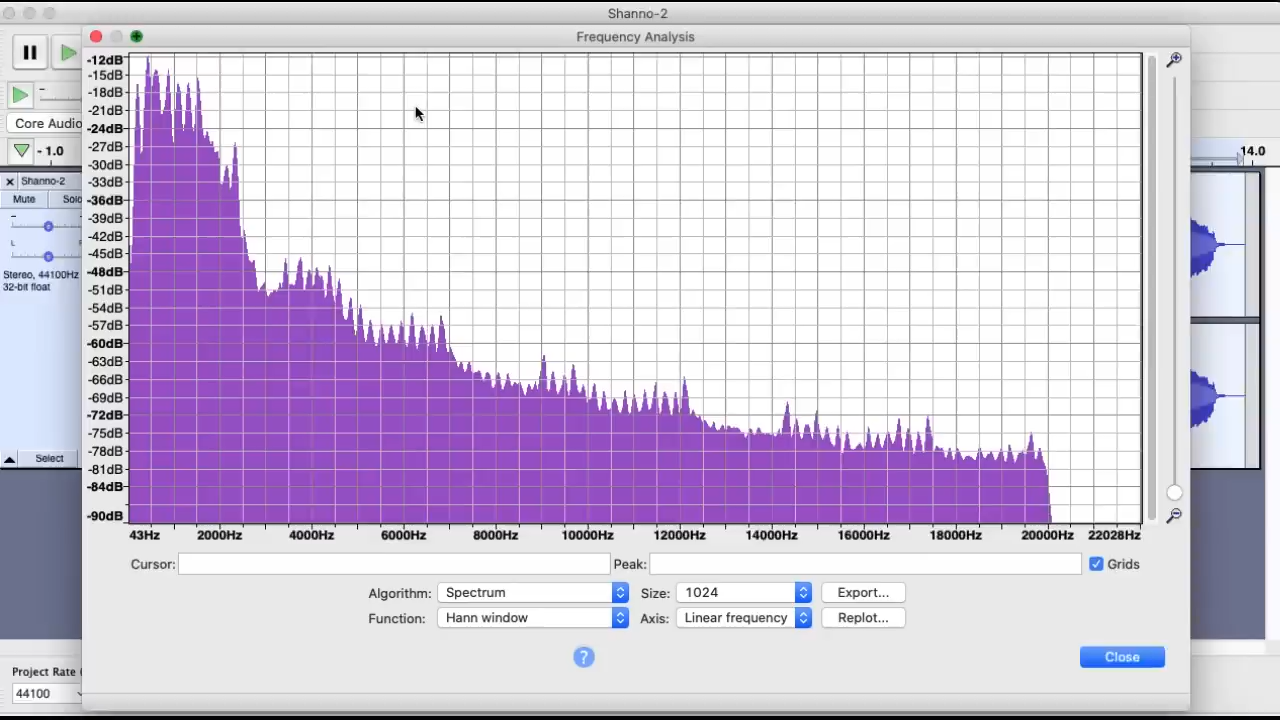 Shanno-2
Frequency Analysis
Core Audio
- 1.0
14.0
Shanno-2
Mute
L
Stereo, 44100Hz
32-bit float
Select
-12dB
-15dB
-18dB
-21dB
-24dB
-27dB
-30dB
-33dB
-36dB
-39dB
-42dB
-45dB
-48dB
-51dB
-54dB
-57dB
-60dB
-63dB
-66dB
-69dB
-72dB
-75dB
-78dB
-81dB
-84dB
-90dB
43Hz 2000Hz 4000Hz 6000Hz 8000Hz 10000Hz 12000Hz 14000Hz 16000Hz 18000Hz 20000Hz 22028Hz
Cursor: Peak: Grids
Algorithm: Spectrum Size: 1024 Export...
Function: Hann window Axis: Linear frequency Replot...
?
Close
Project Rate (
44100